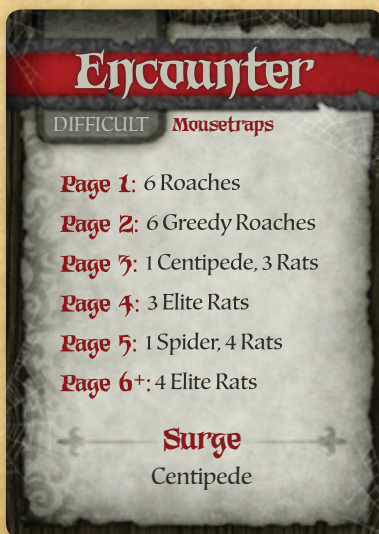 Encounter
DIFFICULT Mousetraps
Page 1: 6 Roaches
Page 2: 6 Greedy Roaches
Page 3: 1 Centipede, 3 Rats
Page 4: 3 Elite Rats
Page 5: 1 Spider, 4 Rats
Page 6+: 4 Elite Rats
Surge
Centipede